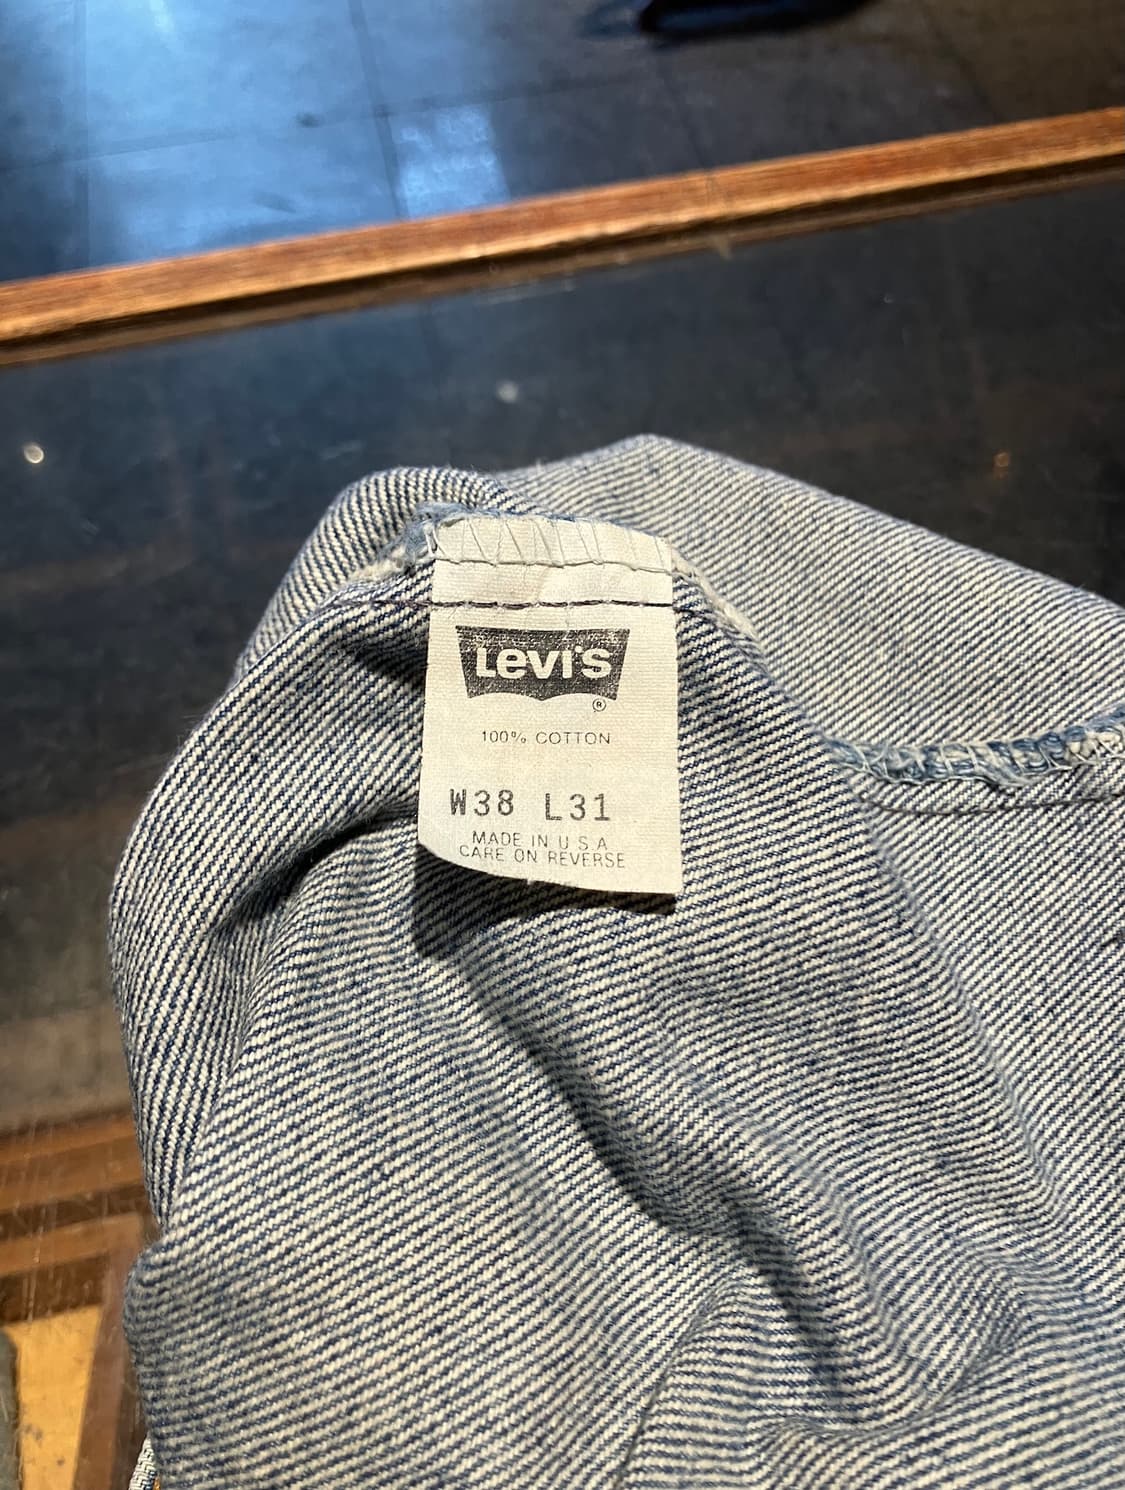 Levi's
®
100% COTTON
W38 L31
MADE IN U S A
CARE ON REVERSE